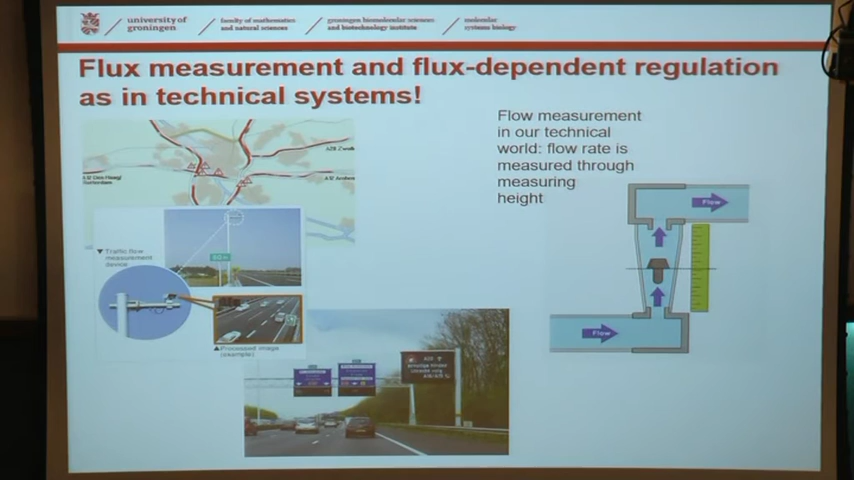 university of
groningen
faculty of mathematics
and natural sciences
groningen biomolecular sciences
and biotechnology institute
molecular
systems biology
Flux measurement and flux-dependent regulation
as in technical systems!
Flow measurement
in our technical
world: flow rate is
measured through
measuring
height
Flow
Flow
▼ Traffic flow
measurement
device
▲ Processed image
(example)